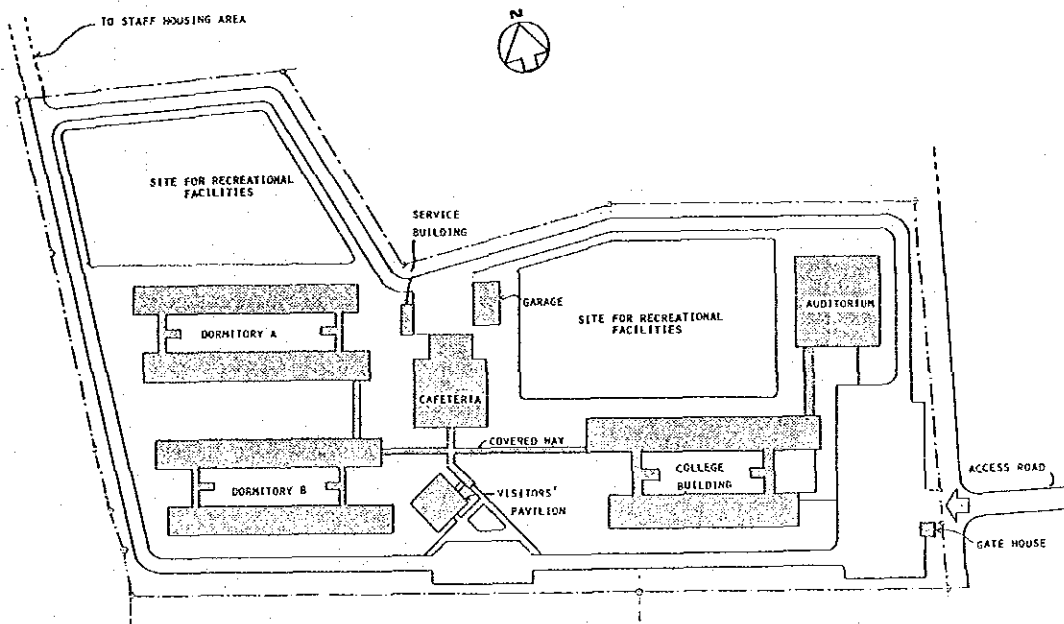 TO STAFF HOUSING AREA
N
SITE FOR RECREATIONAL
FACILITIES
SERVICE
BUILDING
GARAGE
SITE FOR RECREATIONAL
FACILITIES
AUDITORIUM
DORMITORY A
CAFETERIA
COVERED WAY
DORMITORY B
VISITORS'
PAVILION
COLLEGE
BUILDING
ACCESS ROAD
GATE HOUSE